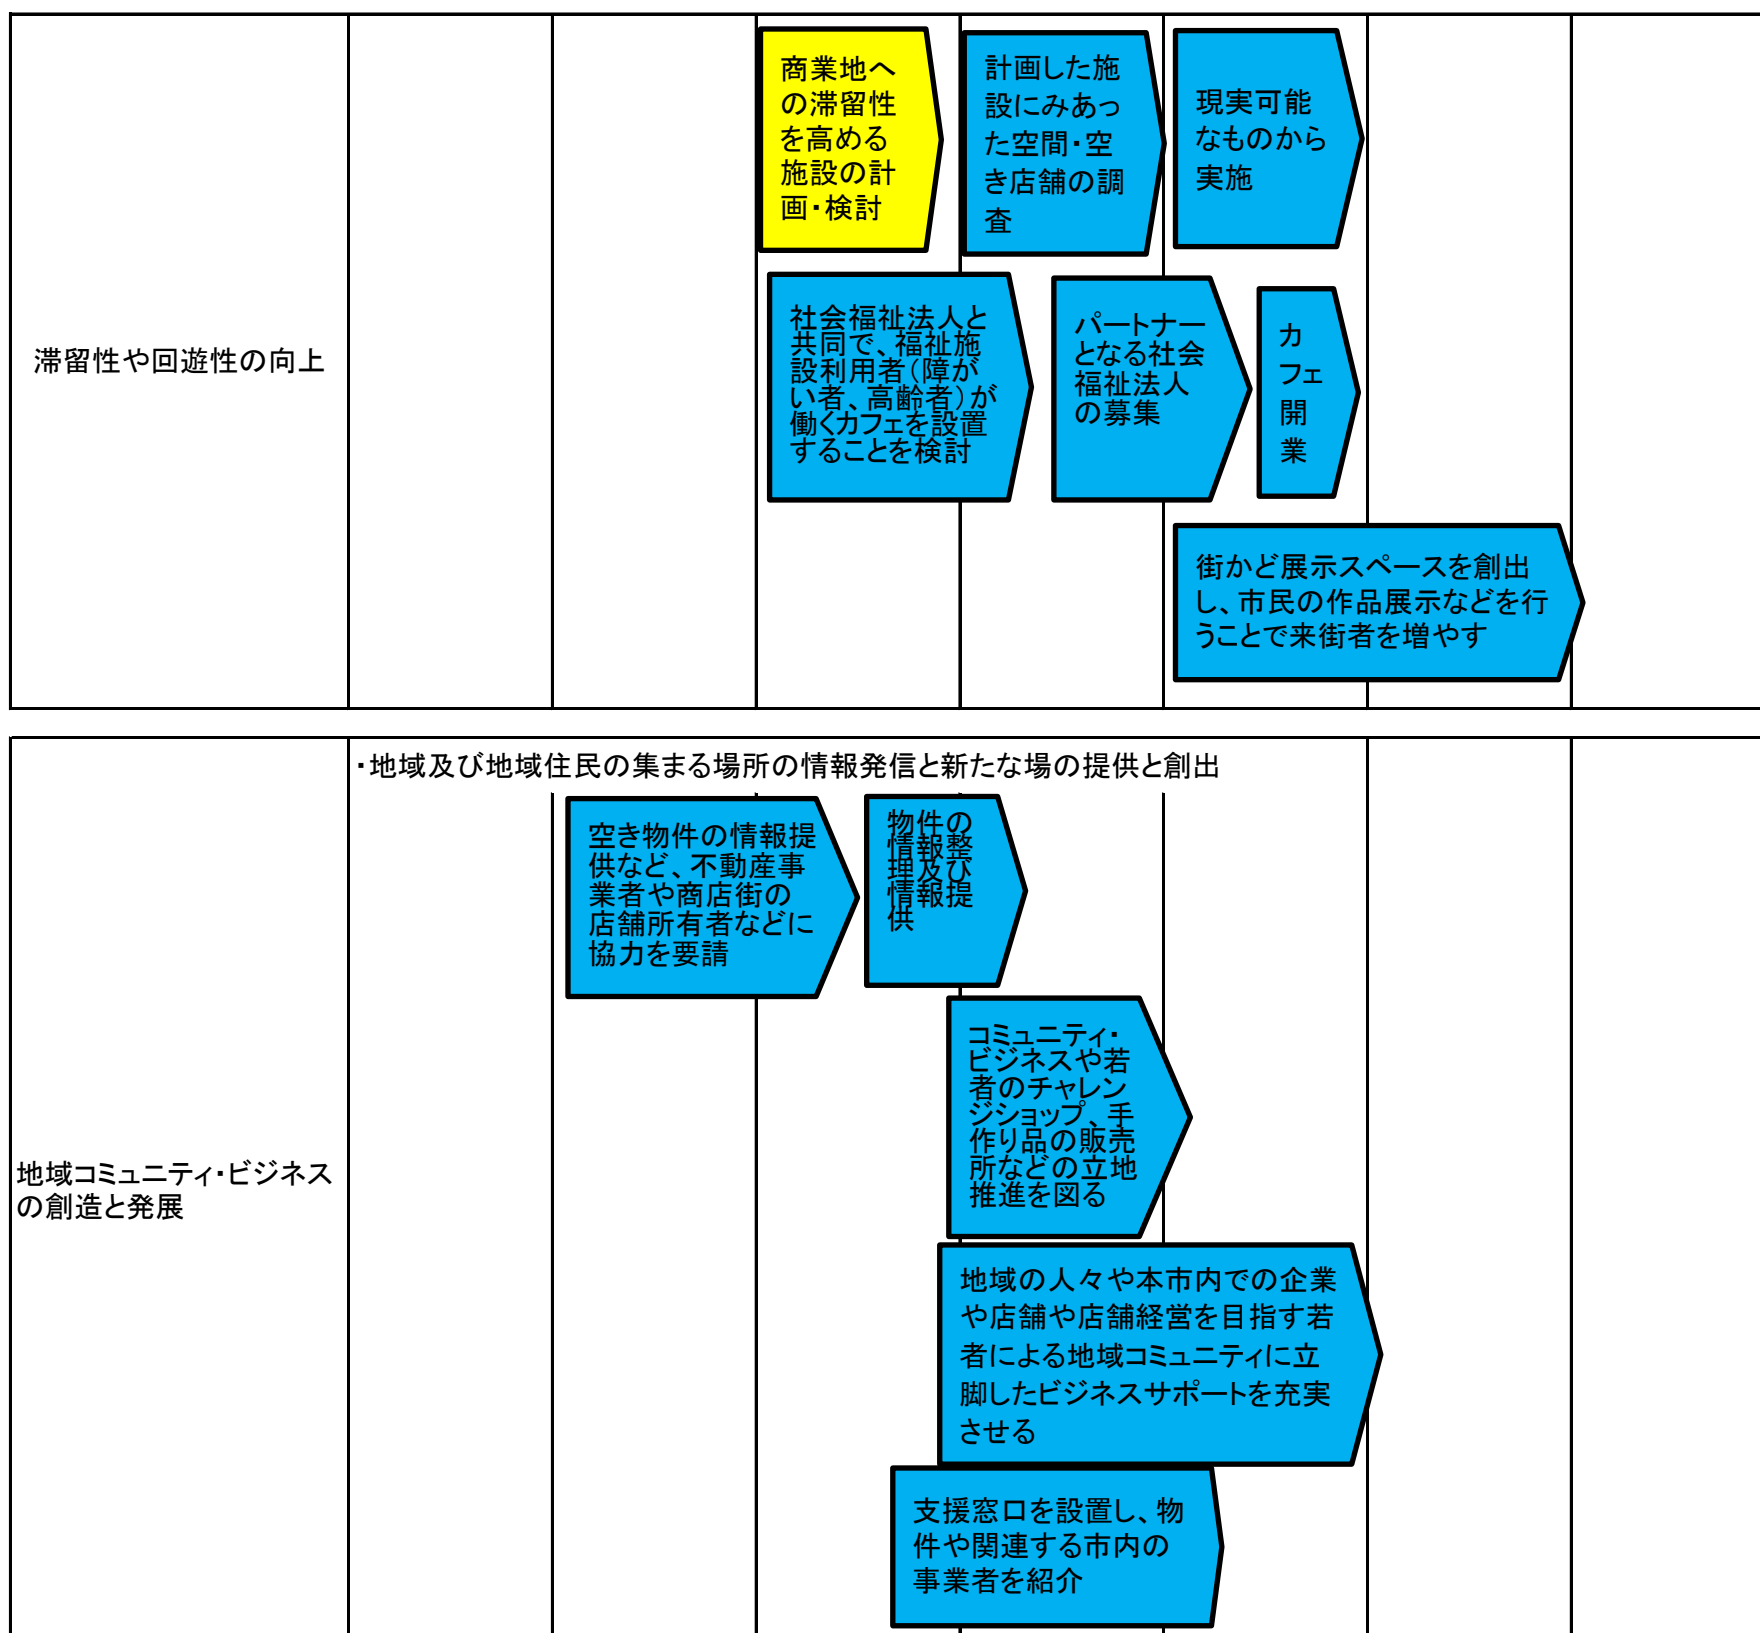 商業地へ
の滞留性
を高める
施設の計
画・検討
計画した施
設にみあっ
た空間・空
き店舗の調
査
現実可能
なものから
実施
滞留性や回遊性の向上
社会福祉法人と
共同で、福祉施
設利用者（障が
い者、高齢者）が
働くカフェを設置
することを検討
パートナー
となる社会
福祉法人
の募集
カ
フェ
開
業
街かど展示スペースを創出
し、市民の作品展示などを行
うことで来街者を増やす
・地域及び地域住民の集まる場所の情報発信と新たな場の提供と創出
空き物件の情報提
供など、不動産事
業者や商店街の
店舗所有者などに
協力を要請
物件の
情報整
理及び
情報提
供
地域コミュニティ・ビジネス
の創造と発展
コミュニティ・
ビジネスや若
者のチャレン
ジショップ、手
作り品の販売
所などの立地
推進を図る
地域の人々や本市内での企業
や店舗や店舗経営を目指す若
者による地域コミュニティに立
脚したビジネスサポートを充実
させる
支援窓口を設置し、物
件や関連する市内の
事業者を紹介